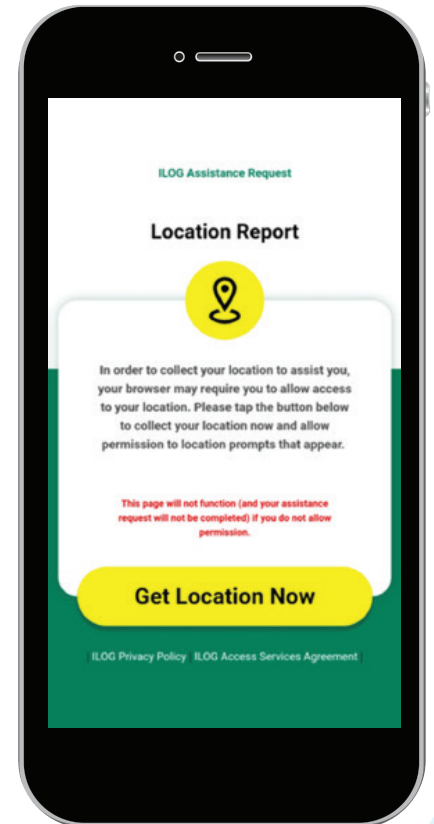 ILOG Assistance Request
Location Report
In order to collect your location to assist you,
your browser may require you to allow access
to your location. Please tap the button below
to collect your location now and allow
permission to location prompts that appear.
This page will not function (and your assistance
request will not be completed) if you do not allow
permission.
Get Location Now
| ILOG Privacy Policy | ILOG Access Services Agreement |